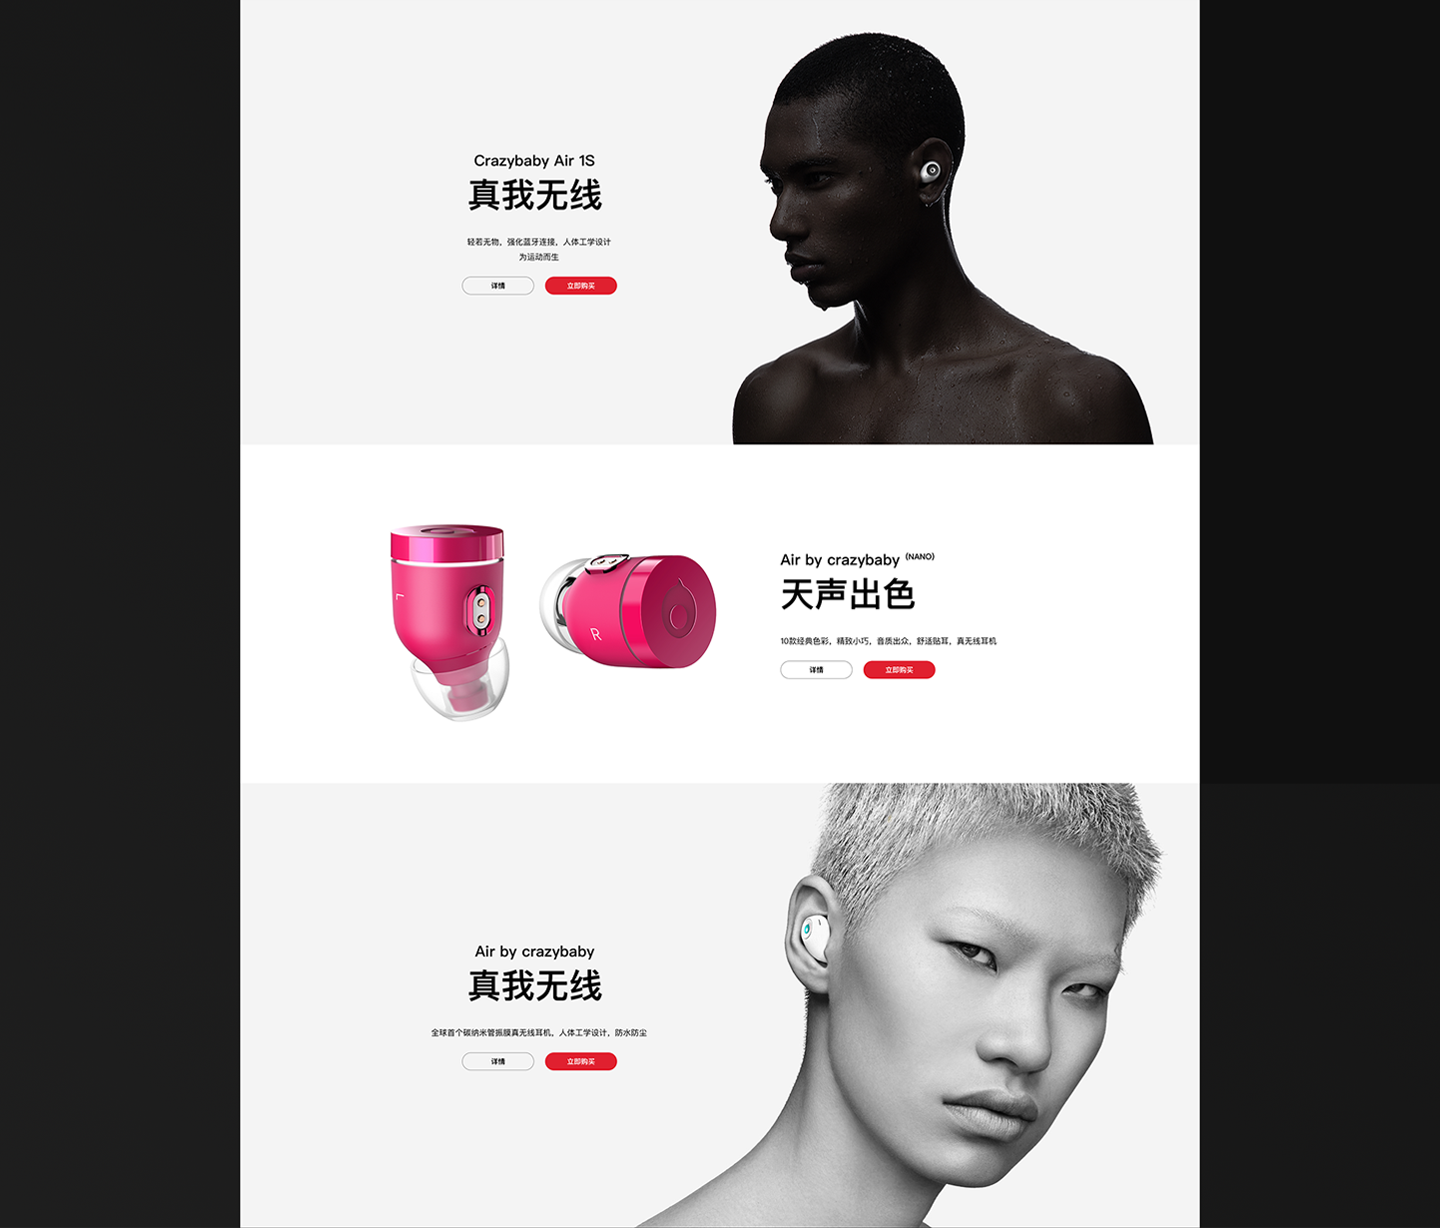 Crazybaby Air 1S
真我无线
轻若无物，强化蓝牙连接，人体工学设计
为运动而生
详情
立即购买
L
R
Air by crazybaby (NANO)
天声出色
10款经典色彩，精致小巧，音质出众，舒适贴耳，真无线耳机
详情
立即购买
Air by crazybaby
真我无线
全球首个碳纳米管振膜真无线耳机，人体工学设计，防水防尘
详情
立即购买